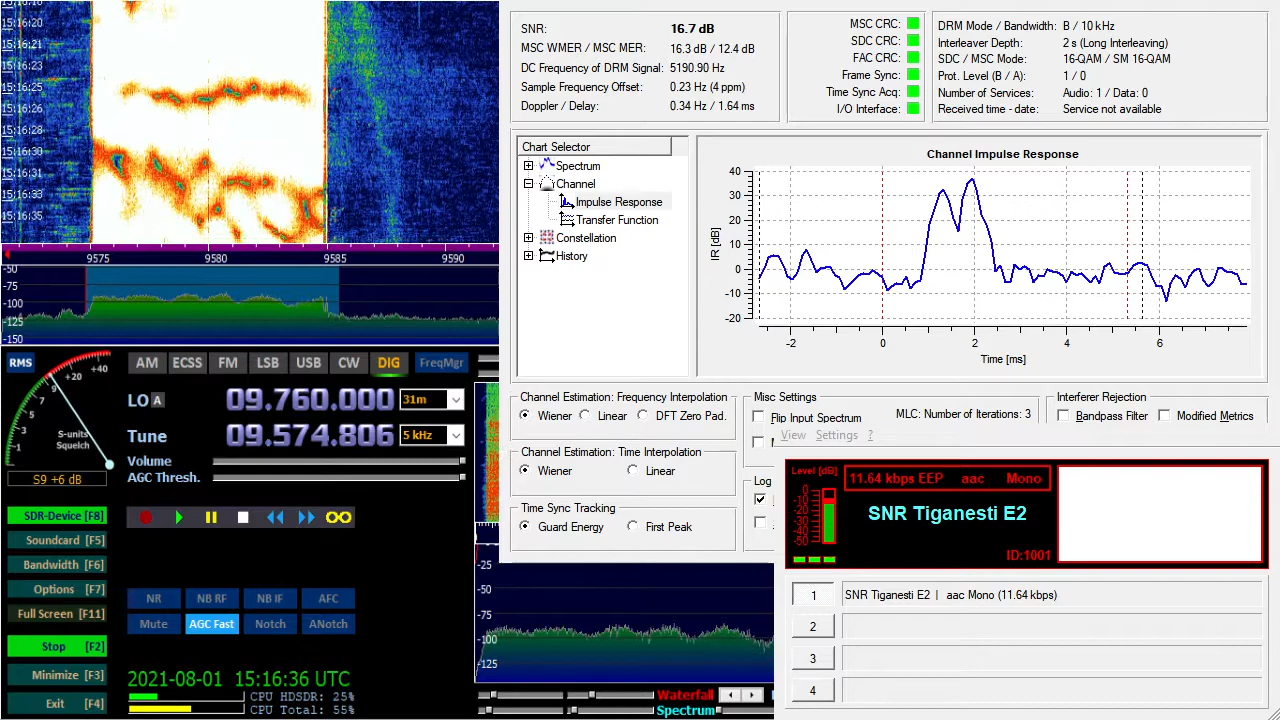 15:16:20
15:16:21
15:16:23
15:16:25
15:16:26
15:16:28
15:16:30
15:16:31
15:16:33
15:16:35
9575 9580 9585 9590
-50
-75
-100
-125
-150
RMS
1 3 5 7 9 +20 +40
S-units
Squelch
S9 +6 dB
AM ECSS FM LSB USB CW DIG FreqMgr
LO A 09.760.000 31m
Tune 09.574.806 5 kHz
Volume
AGC Thresh.
SDR-Device [F8]
Soundcard [F5]
Bandwidth [F6]
Options [F7]
Full Screen [F11]
Stop [F2]
Minimize [F3]
Exit [F4]
NR NB RF NB IF AFC
Mute AGC Fast Notch ANotch
2021-08-01 15:16:36 UTC
CPU HDSDR: 25%
CPU Total: 55%
-25
-50
-75
-100
-125
Waterfall
Spectrum
SNR: 16.7 dB
MSC WMER / MSC MER: 16.3 dB / 12.4 dB
DC Frequency of DRM Signal: 5190.90 Hz
Sample Frequency Offset: 0.23 Hz (4 ppm)
Doppler / Delay: 0.34 Hz / 1.64 ms
MSC CRC:
SDC CRC:
FAC CRC:
Frame Sync:
Time Sync Acq:
I/O Interface:
DRM Mode / Bandwidth: B / 10 kHz
Interleaver Depth: 2 s (Long Interleaving)
SDC / MSC Mode: 16-QAM / SM 16-QAM
Prot. Level (B / A): 1 / 0
Number of Services: Audio: 1 / Data: 0
Received time - date: Service not available
Chart Selector
Spectrum
Channel
Impulse Response
Transfer Function
Constellation
History
Channel Impulse Response
IR [dB]
40
30
20
10
0
-10
-20
-2 0 2 4 6
Time [ms]
Channel Estimation: Frequency Interpolation
Wiener Linear DFT Zero Pad.
Channel Estimation: Time Interpolation
Wiener Linear
Time Sync Tracking
Guard Energy First Peak
Misc Settings
Flip Input Spectrum
MLC: Number of Iterations: 3
Interferer Rejection
Bandpass Filter Modified Metrics
Log
View Settings ?
Level [dB]
0
-10
-20
-30
-40
-50
11.64 kbps EEP aac Mono
SNR Tiganesti E2
ID:1001
1 SNR Tiganesti E2 | aac Mono (11.64 kbps)
2
3
4